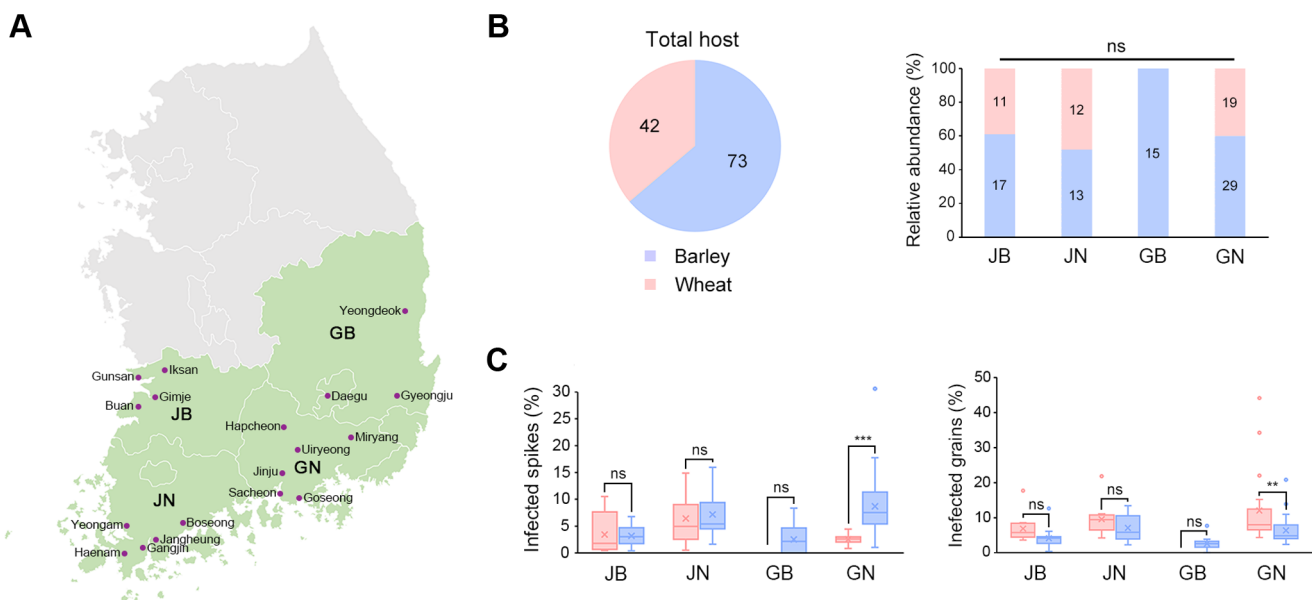 A
Yeongdeok
GB
Iksan
Gunsan
Gimje
Buan
JB
Daegu
Gyeongju
Hapcheon
Miryang
Uiryeong
GN
Jinju
Sacheon
Goseong
JN
Yeongam
Boseong
Jangheung
Gangjin
Haenam
B
Total host
42
73
Barley
Wheat
ns
Relative abundance (%)
100
80
60
40
20
0
11
12
19
17
13
15
29
JB
JN
GB
GN
C
Infected spikes (%)
30
25
20
15
10
5
0
ns
ns
ns
***
JB
JN
GB
GN
Inefected grains (%)
50
40
30
20
10
0
ns
ns
ns
**
JB
JN
GB
GN